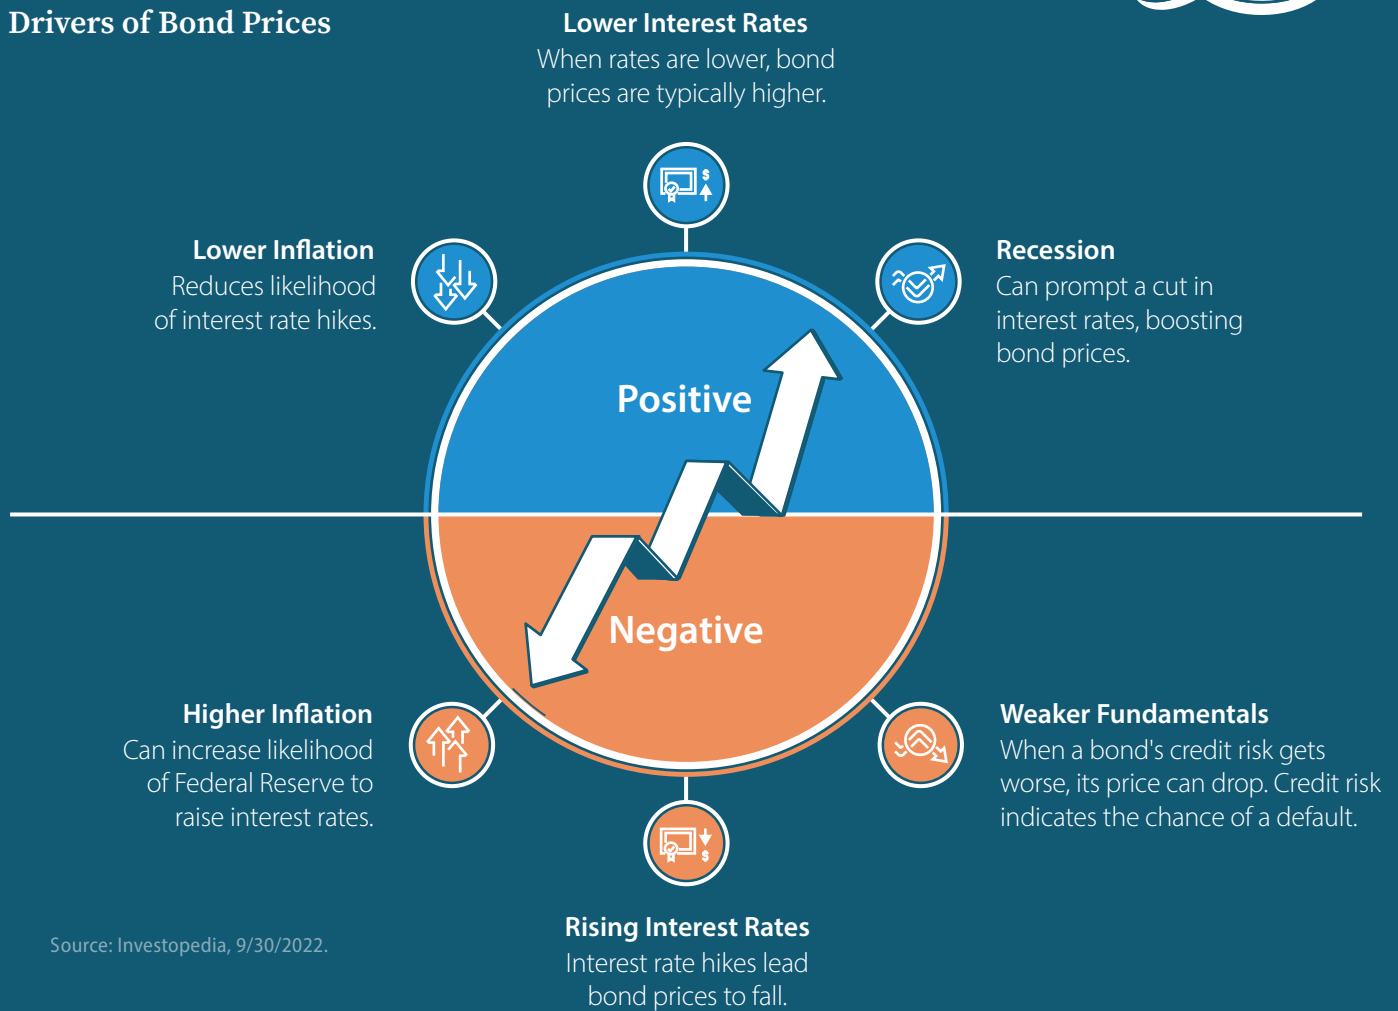 Drivers of Bond Prices
Lower Interest Rates
When rates are lower, bond
prices are typically higher.
Lower Inflation
Reduces likelihood
of interest rate hikes.
Recession
Can prompt a cut in
interest rates, boosting
bond prices.
$
Positive
Negative
Higher Inflation
Can increase likelihood
of Federal Reserve to
raise interest rates.
Weaker Fundamentals
When a bond's credit risk gets
worse, its price can drop. Credit risk
indicates the chance of a default.
$
Rising Interest Rates
Interest rate hikes lead
bond prices to fall.
Source: Investopedia, 9/30/2022.